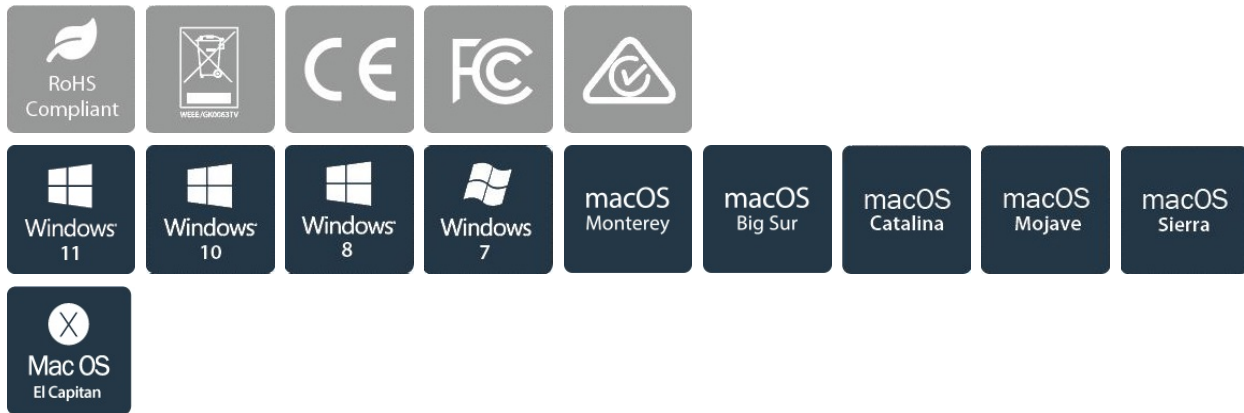 RoHS
Compliant
WEEE/GK0083TV
CE
FC
Windows
11
Windows
10
Windows
8
Windows
7
macOS
Monterey
macOS
Big Sur
macOS
Catalina
macOS
Mojave
macOS
Sierra
X
Mac OS
El Capitan